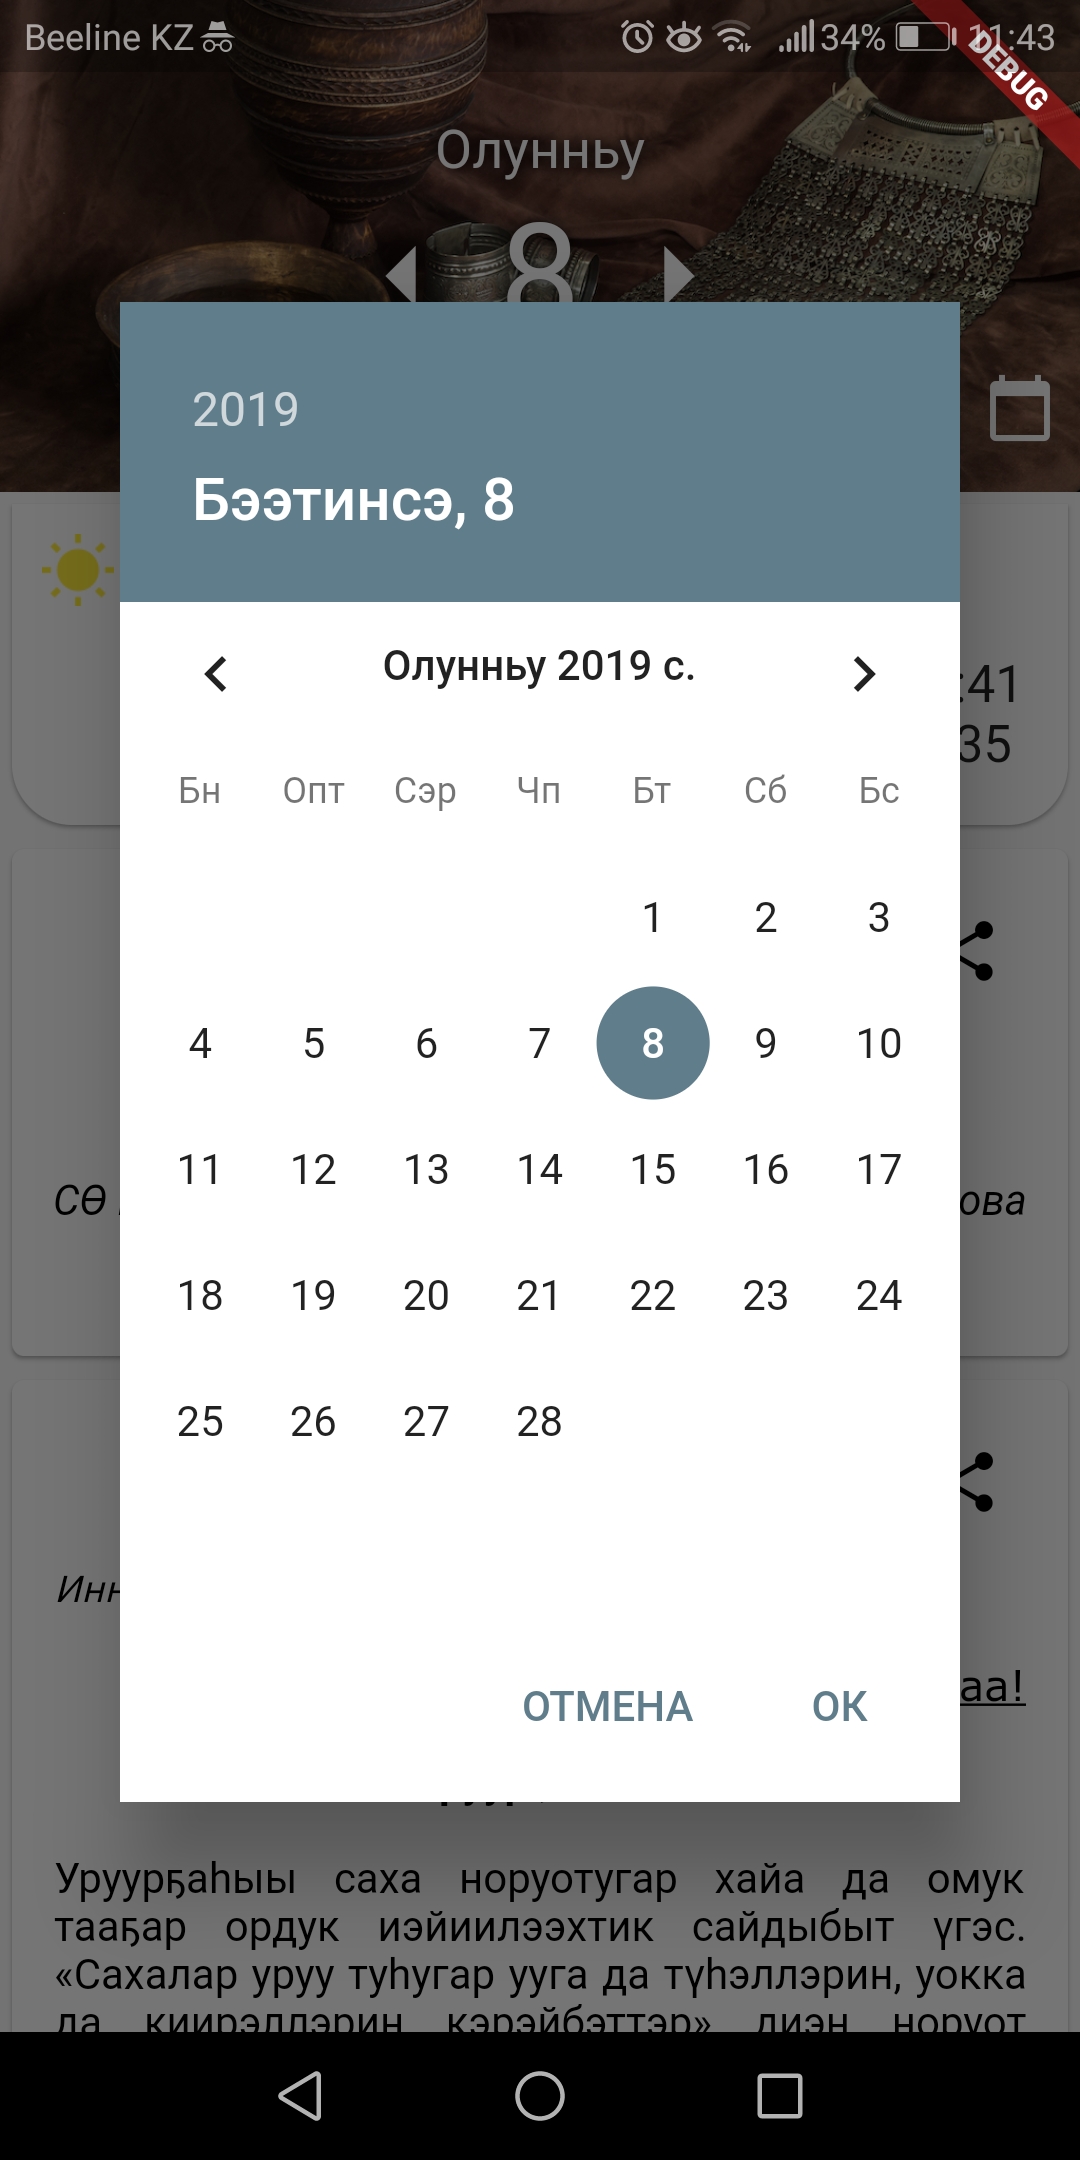 Beeline KZ 34% 11:43
DEBUG
Олунньу
8
2019
Бээтинсэ, 8
:41
35
Олунньу 2019 с.
Бн Опт Сэр Чп Бт Сб Бс
1 2 3
4 5 6 7 8 9 10
11 12 13 14 15 16 17
18 19 20 21 22 23 24
25 26 27 28
СӨ ова
Инн
ОТМЕНА ОК
аа!
Урууرҕаһыы саха норуотугар хайа да омук
тааҕар ордук иэйиилээхтик сайдыбыт үгэс.
«Сахалар уруу туһугар ууга да түһэллэрин, уокка
да киирэллэрин кэрэйбэттэр» диэн норуот